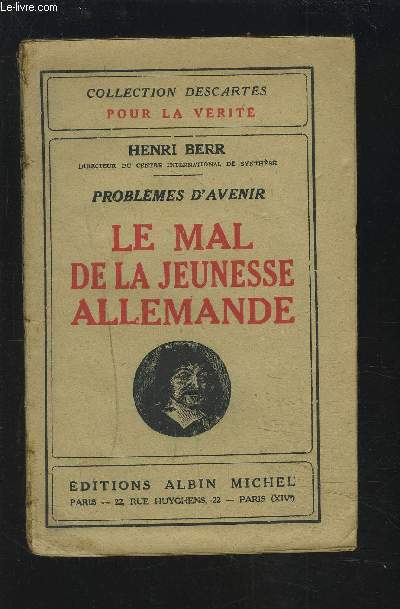 Le-livre.com
COLLECTION DESCARTES
POUR LA VÉRITÉ
HENRI BERR
DIRECTEUR DU CENTRE INTERNATIONAL DE SYNTHÈSE
PROBLÈMES D'AVENIR
LE MAL
DE LA JEUNESSE
ALLEMANDE
ÉDITIONS ALBIN MICHEL
PARIS — 22, RUE HUYGHENS, 22 — PARIS (XIVᵉ)